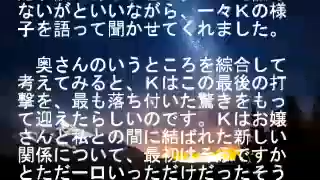 ないがといいながら、一々Ｋの様
子を語って聞かせてくれました。
奥さんのいうところを綜合して
考えてみると、Ｋはこの最後の打
撃を、最も落ち付いた驚きをもっ
て迎えたらしいのです。Ｋはお嬢
さんと私との間に結ばれた新しい
関係について、最初はそうですか
とただ一口いっただけだったそう